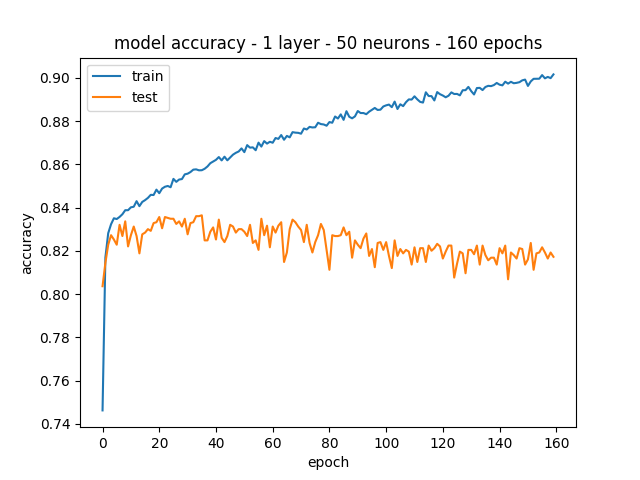 model accuracy - 1 layer - 50 neurons - 160 epochs
train
test
accuracy
0.90
0.88
0.86
0.84
0.82
0.80
0.78
0.76
0.74
0 20 40 60 80 100 120 140 160
epoch